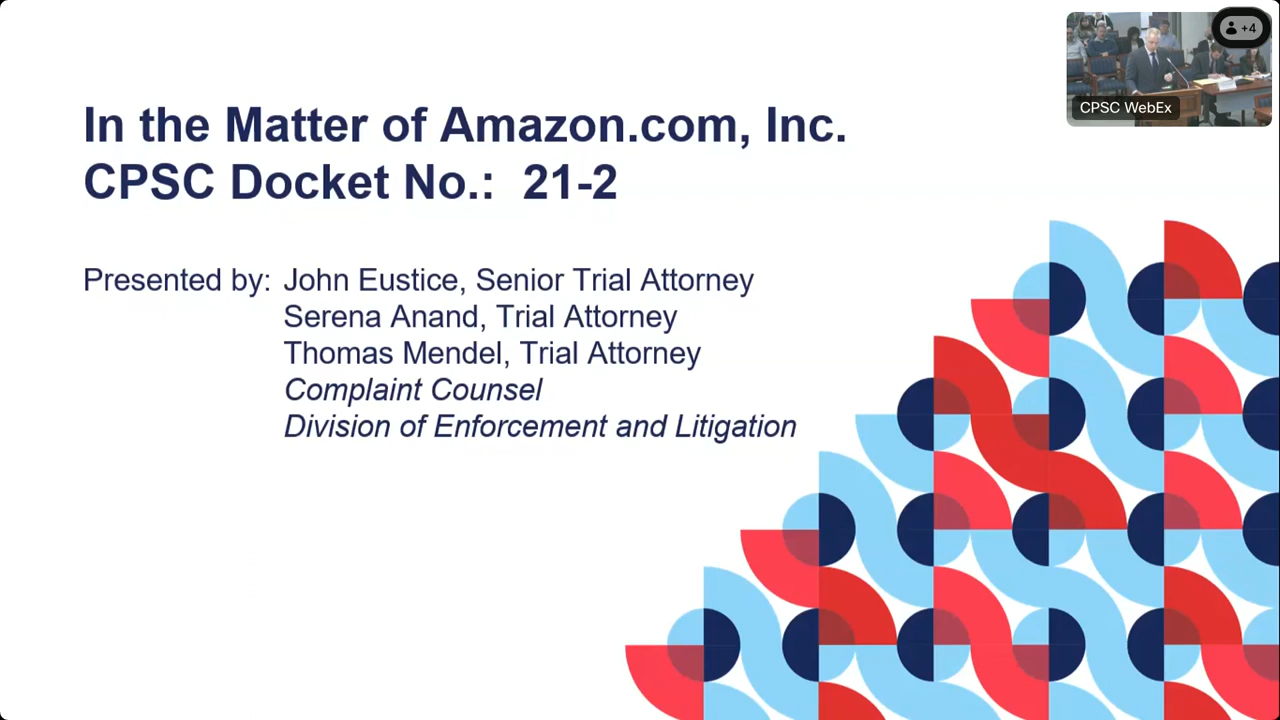 In the Matter of Amazon.com, Inc.
CPSC Docket No.: 21-2
Presented by: John Eustice, Senior Trial Attorney
Serena Anand, Trial Attorney
Thomas Mendel, Trial Attorney
Complaint Counsel
Division of Enforcement and Litigation
+4
CPSC WebEx